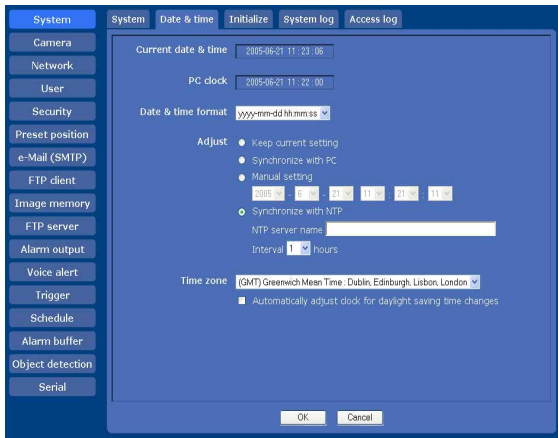 System
Camera
Network
User
Security
Preset position
e-Mail (SMTP)
FTP client
Image memory
FTP server
Alarm output
Voice alert
Trigger
Schedule
Alarm buffer
Object detection
Serial
System Date & time Initialize System log Access log
Current date & time 2005-06-21 11 : 23 : 06
PC clock 2005-06-21 11 : 22 : 00
Date & time format yyyy-mm-dd hh:mm:ss
Adjust Keep current setting
Synchronize with PC
Manual setting
2005 - 6 - 21 11 : 21 : 11
Synchronize with NTP
NTP server name
Interval 1 hours
Time zone (GMT) Greenwich Mean Time : Dublin, Edinburgh, Lisbon, London
Automatically adjust clock for daylight saving time changes
OK Cancel